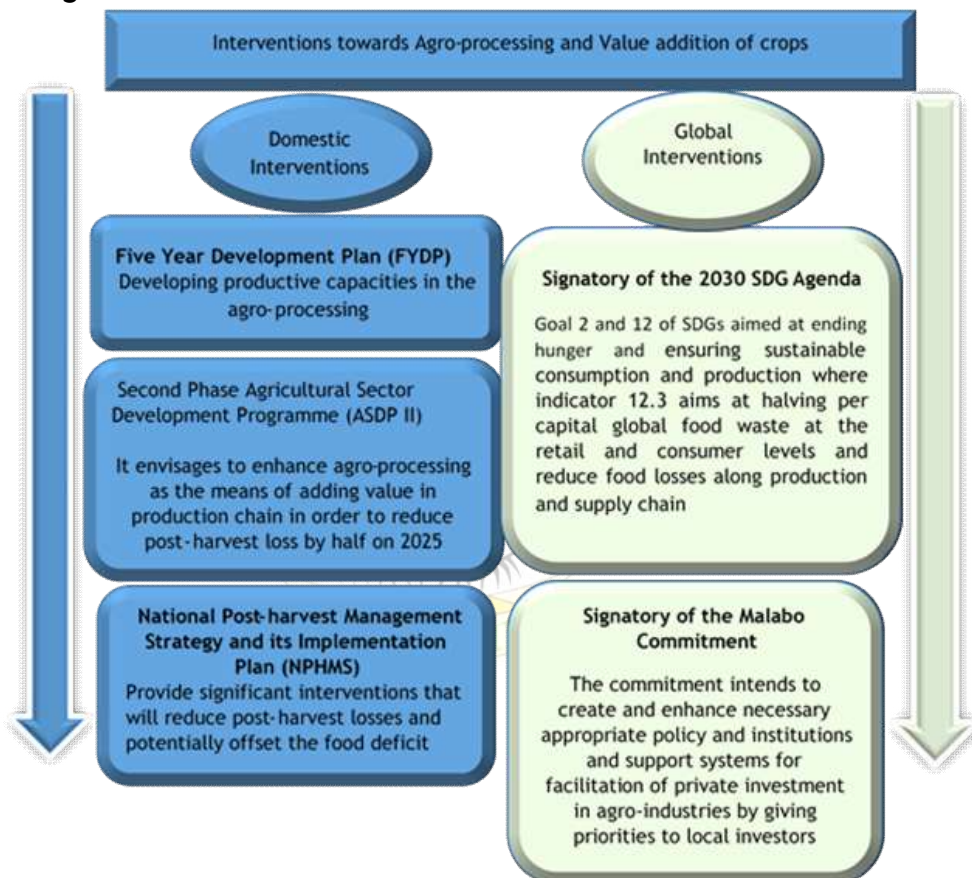 Interventions towards Agro-processing and Value addition of crops
Domestic
Interventions
Five Year Development Plan (FYDP)
Developing productive capacities in the
agro-processing
Second Phase Agricultural Sector
Development Programme (ASDP II)
It envisages to enhance agro-processing
as the means of adding value in
production chain in order to reduce
post-harvest loss by half on 2025
National Post-harvest Management
Strategy and its Implementation
Plan (NPHMS)
Provide significant interventions that
will reduce post-harvest losses and
potentially offset the food deficit
Global
Interventions
Signatory of the 2030 SDG Agenda
Goal 2 and 12 of SDGs aimed at ending
hunger and ensuring sustainable
consumption and production where
indicator 12.3 aims at halving per
capital global food waste at the
retail and consumer levels and
reduce food losses along production
and supply chain
Signatory of the Malabo
Commitment
The commitment intends to
create and enhance necessary
appropriate policy and institutions
and support systems for
facilitation of private investment
in agro-industries by giving
priorities to local investors